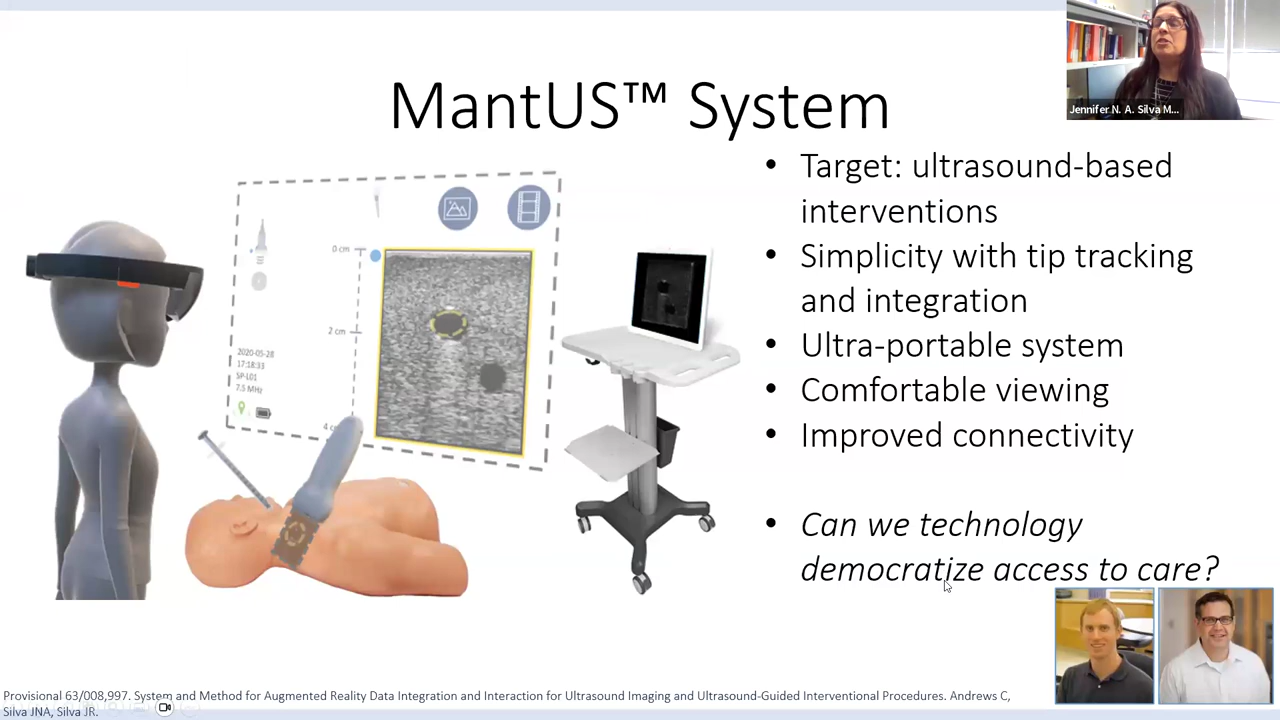 Jennifer N. A. Silva M...
MantUS™ System
• Target: ultrasound-based
interventions
• Simplicity with tip tracking
and integration
• Ultra-portable system
• Comfortable viewing
• Improved connectivity
• Can we technology
democratize access to care?
0 cm
2 cm
4 c
2020-05-28
17:18:33
SP-L01
7.5 MHz
Provisional 63/008,997. System and Method for Augmented Reality Data Integration and Interaction for Ultrasound Imaging and Ultrasound-Guided Interventional Procedures. Andrews C,
Silva JNA, Silva JR.